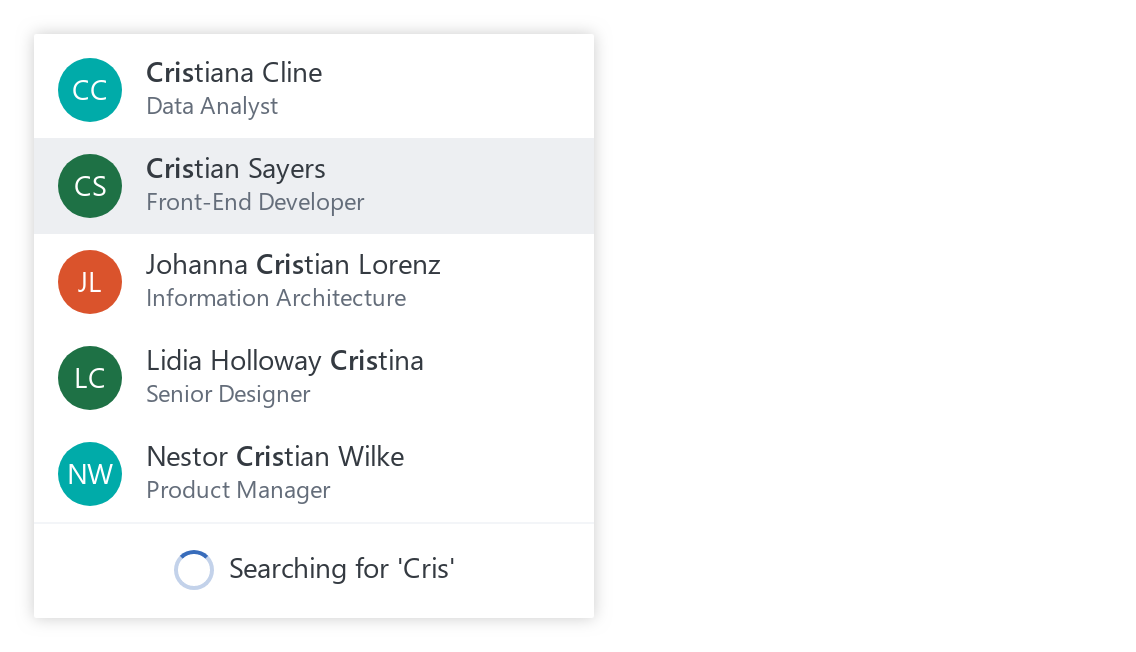 CC
Cristiana Cline
Data Analyst
CS
Cristian Sayers
Front-End Developer
JL
Johanna Cristian Lorenz
Information Architecture
LC
Lidia Holloway Cristina
Senior Designer
NW
Nestor Cristian Wilke
Product Manager
Searching for 'Cris'